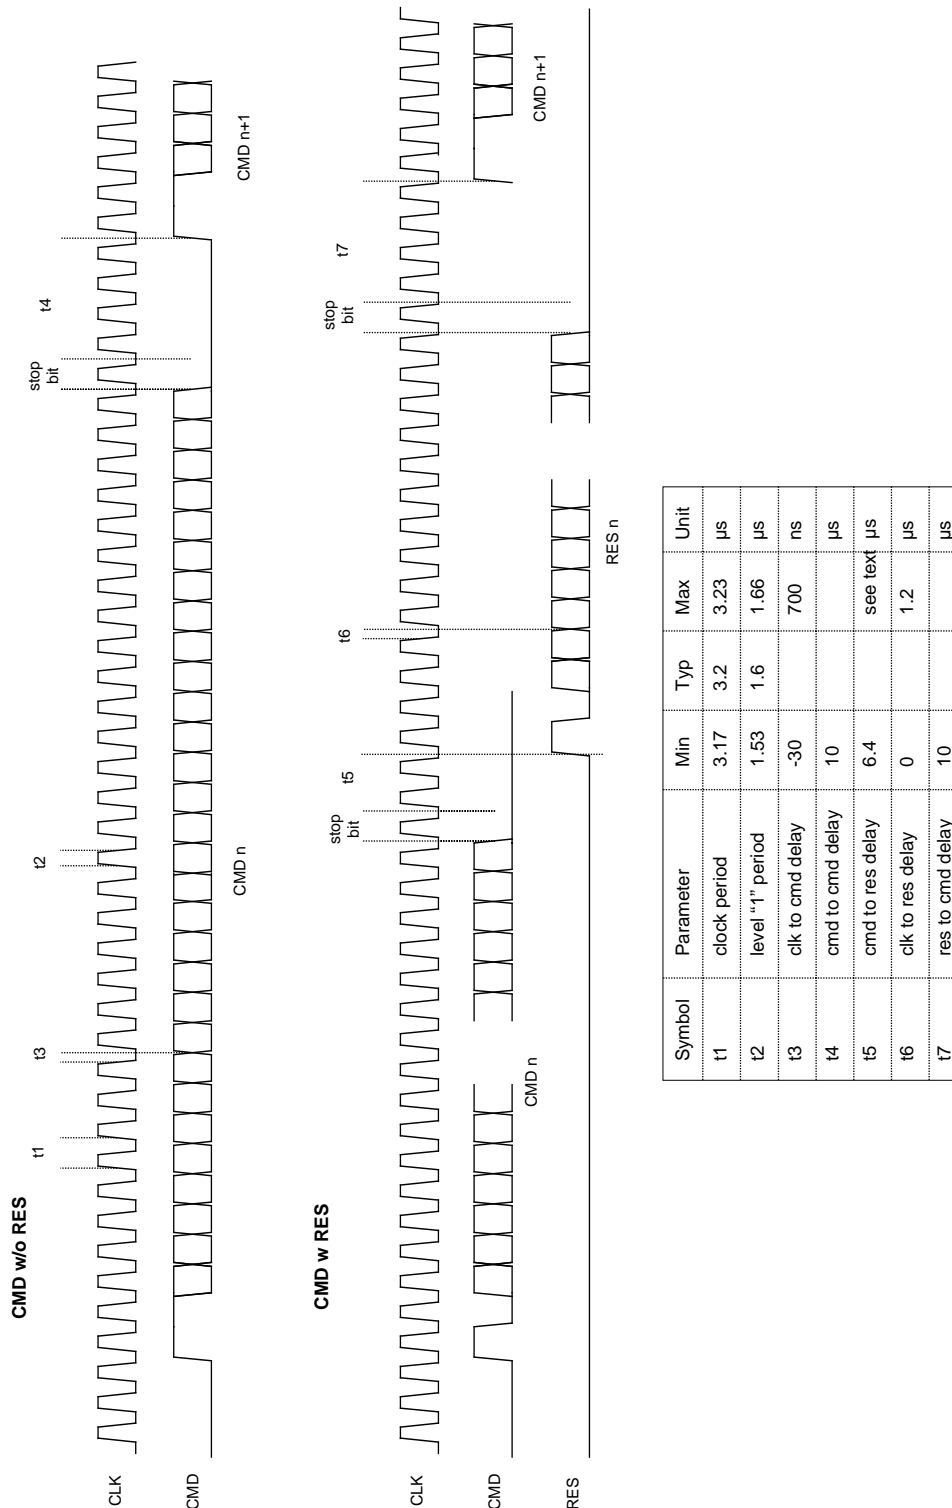 CMD w/o RES
t1
t3
t2
stop
bit
t4
CLK
CMD
CMD n
CMD n+1
CMD w RES
stop
bit
t5
t6
stop
bit
t7
CLK
CMD
CMD n
CMD n+1
RES
RES n
Symbol Parameter Min Typ Max Unit
t1 clock period 3.17 3.2 3.23 µs
t2 level “1” period 1.53 1.6 1.66 µs
t3 clk to cmd delay -30 700 ns
t4 cmd to cmd delay 10 µs
t5 cmd to res delay 6.4 see text µs
t6 clk to res delay 0 1.2 µs
t7 res to cmd delay 10 µs